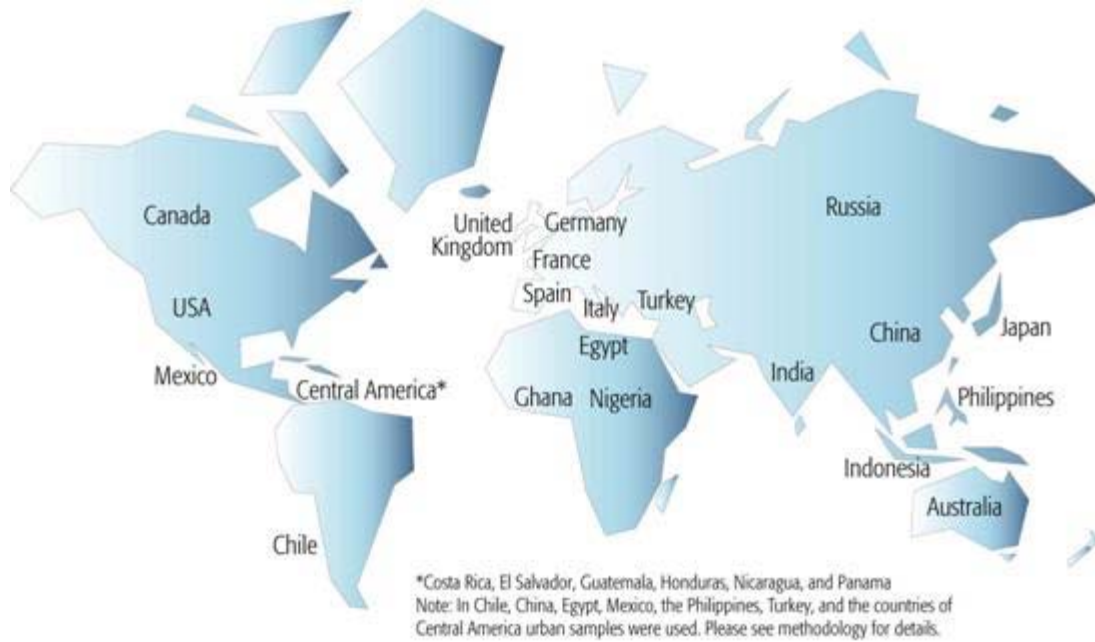 Canada
United
Kingdom
Germany
Russia
France
USA
Spain
Italy
Turkey
China
Japan
Egypt
Mexico
Central America*
Ghana
Nigeria
India
Philippines
Indonesia
Australia
Chile
*Costa Rica, El Salvador, Guatemala, Honduras, Nicaragua, and Panama
Note: In Chile, China, Egypt, Mexico, the Philippines, Turkey, and the countries of
Central America urban samples were used. Please see methodology for details.